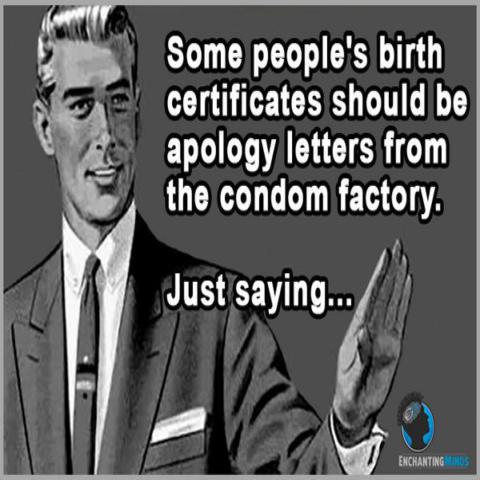 Some people's birth
certificates should be
apology letters from
the condom factory.
Just saying...
ENCHANTINGMINDS